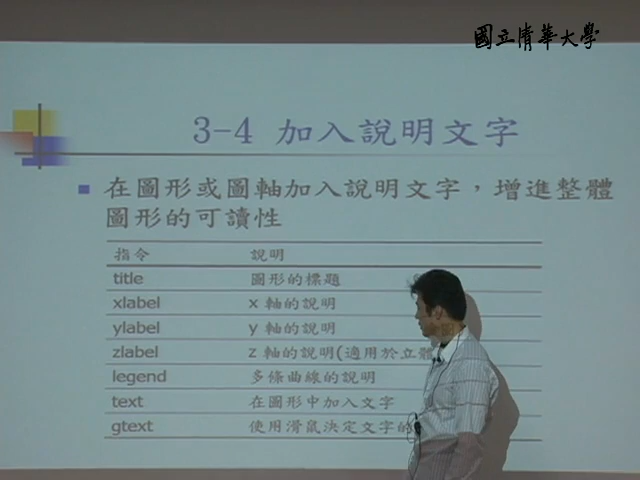 國立清華大學
3-4 加入說明文字
在圖形或圖軸加入說明文字，增進整體
圖形的可讀性
指令 說明
title 圖形的標題
xlabel x 軸的說明
ylabel y 軸的說明
zlabel z 軸的說明(適用於立體
legend 多條曲線的說明
text 在圖形中加入文字
gtext 使用滑鼠決定文字的